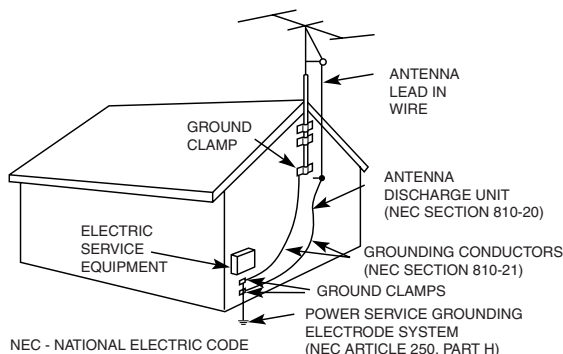 ANTENNA
LEAD IN
WIRE
GROUND
CLAMP
ANTENNA
DISCHARGE UNIT
(NEC SECTION 810-20)
ELECTRIC
SERVICE
EQUIPMENT
GROUNDING CONDUCTORS
(NEC SECTION 810-21)
GROUND CLAMPS
POWER SERVICE GROUNDING
ELECTRODE SYSTEM
(NEC ARTICLE 250, PART H)
NEC - NATIONAL ELECTRIC CODE